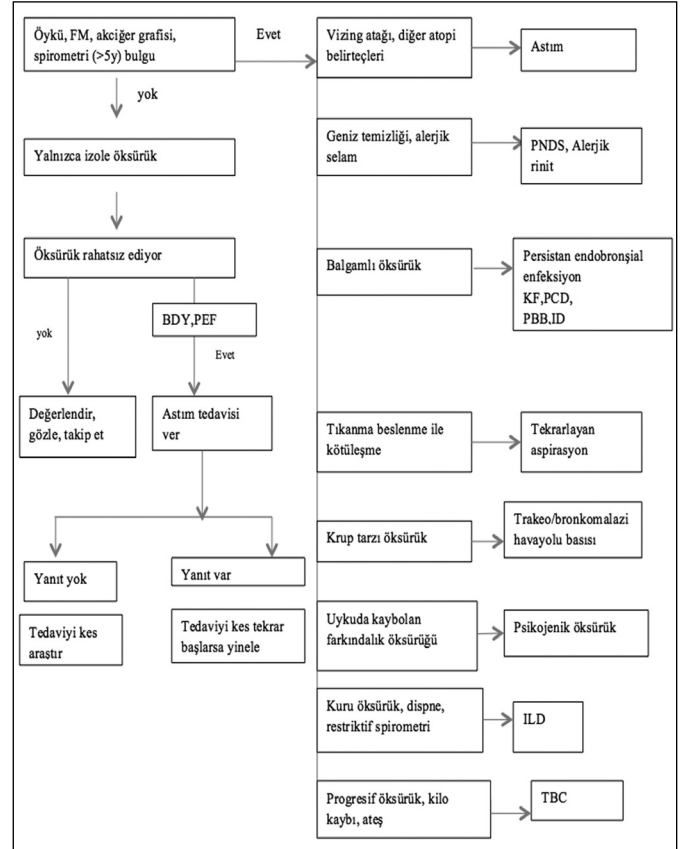 Öykü, FM, akciğer grafisi,
spirometri (>5y) bulgu
Evet
yok
Yalnızca izole öksürük
Öksürük rahatsız ediyor
yok
BDY,PEF
Evet
Değerlendir,
gözle, takip et
Astım tedavisi
ver
Yanıt yok
Yanıt var
Tedaviyi kes
araştır
Tedaviyi kes tekrar
başlarsa yinele
Vizing atağı, diğer atopi
belirteçleri
Astım
Geniz temizliği, alerjik
selam
PNDS, Alerjik
rinit
Balgamlı öksürük
Persistan endobronşial
enfeksiyon
KF,PCD,
PBB,ID
Tıkanma beslenme ile
kötüleşme
Tekrarlayan
aspirasyon
Krup tarzı öksürük
Trakeo/bronkomalazi
havayolu basısı
Uykuda kaybolan
farkındalık öksürüğü
Psikojenik öksürük
Kuru öksürük, dispne,
restriktif spirometri
ILD
Progresif öksürük, kilo
kaybı, ateş
TBC